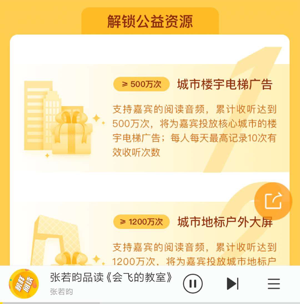 解锁公益资源
≥ 500万次
城市楼宇电梯广告
支持嘉宾的阅读音频，累计收听达到
500万次，将为嘉宾投放核心城市的楼
宇电梯广告；每人每天最高记录10次有
效收听次数
≥ 1200万次
城市地标户外大屏
支持嘉宾的阅读音频，累计收听达到
1200万次，将为嘉宾投放城市地标户
张若昀品读《会飞的教室》
张若昀